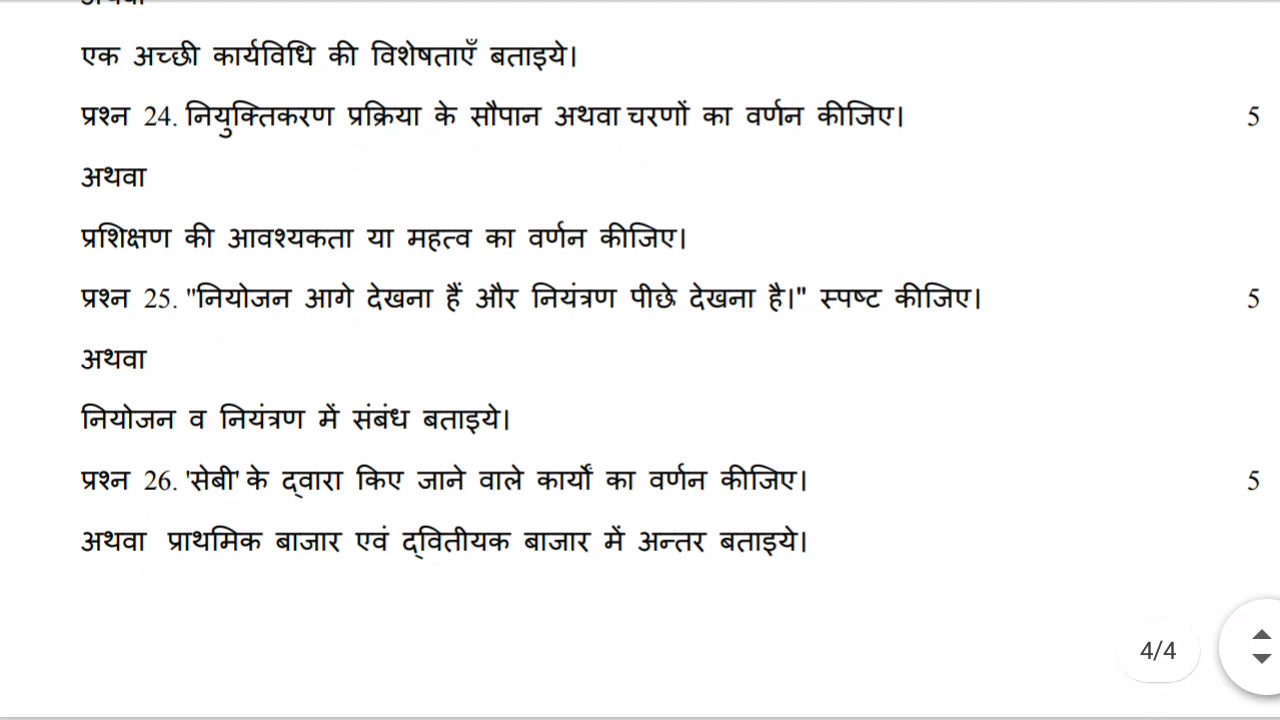 अथवा
एक अच्छी कार्यविधि की विशेषताएँ बताइये।
प्रश्न 24. नियुक्तिकरण प्रक्रिया के सौपान अथवा चरणों का वर्णन कीजिए। 5
अथवा
प्रशिक्षण की आवश्यकता या महत्व का वर्णन कीजिए।
प्रश्न 25. "नियोजन आगे देखना हैं और नियंत्रण पीछे देखना है।" स्पष्ट कीजिए। 5
अथवा
नियोजन व नियंत्रण में संबंध बताइये।
प्रश्न 26. 'सेबी' के द्वारा किए जाने वाले कार्यों का वर्णन कीजिए। 5
अथवा प्राथमिक बाजार एवं द्वितीयक बाजार में अन्तर बताइये।
4/4